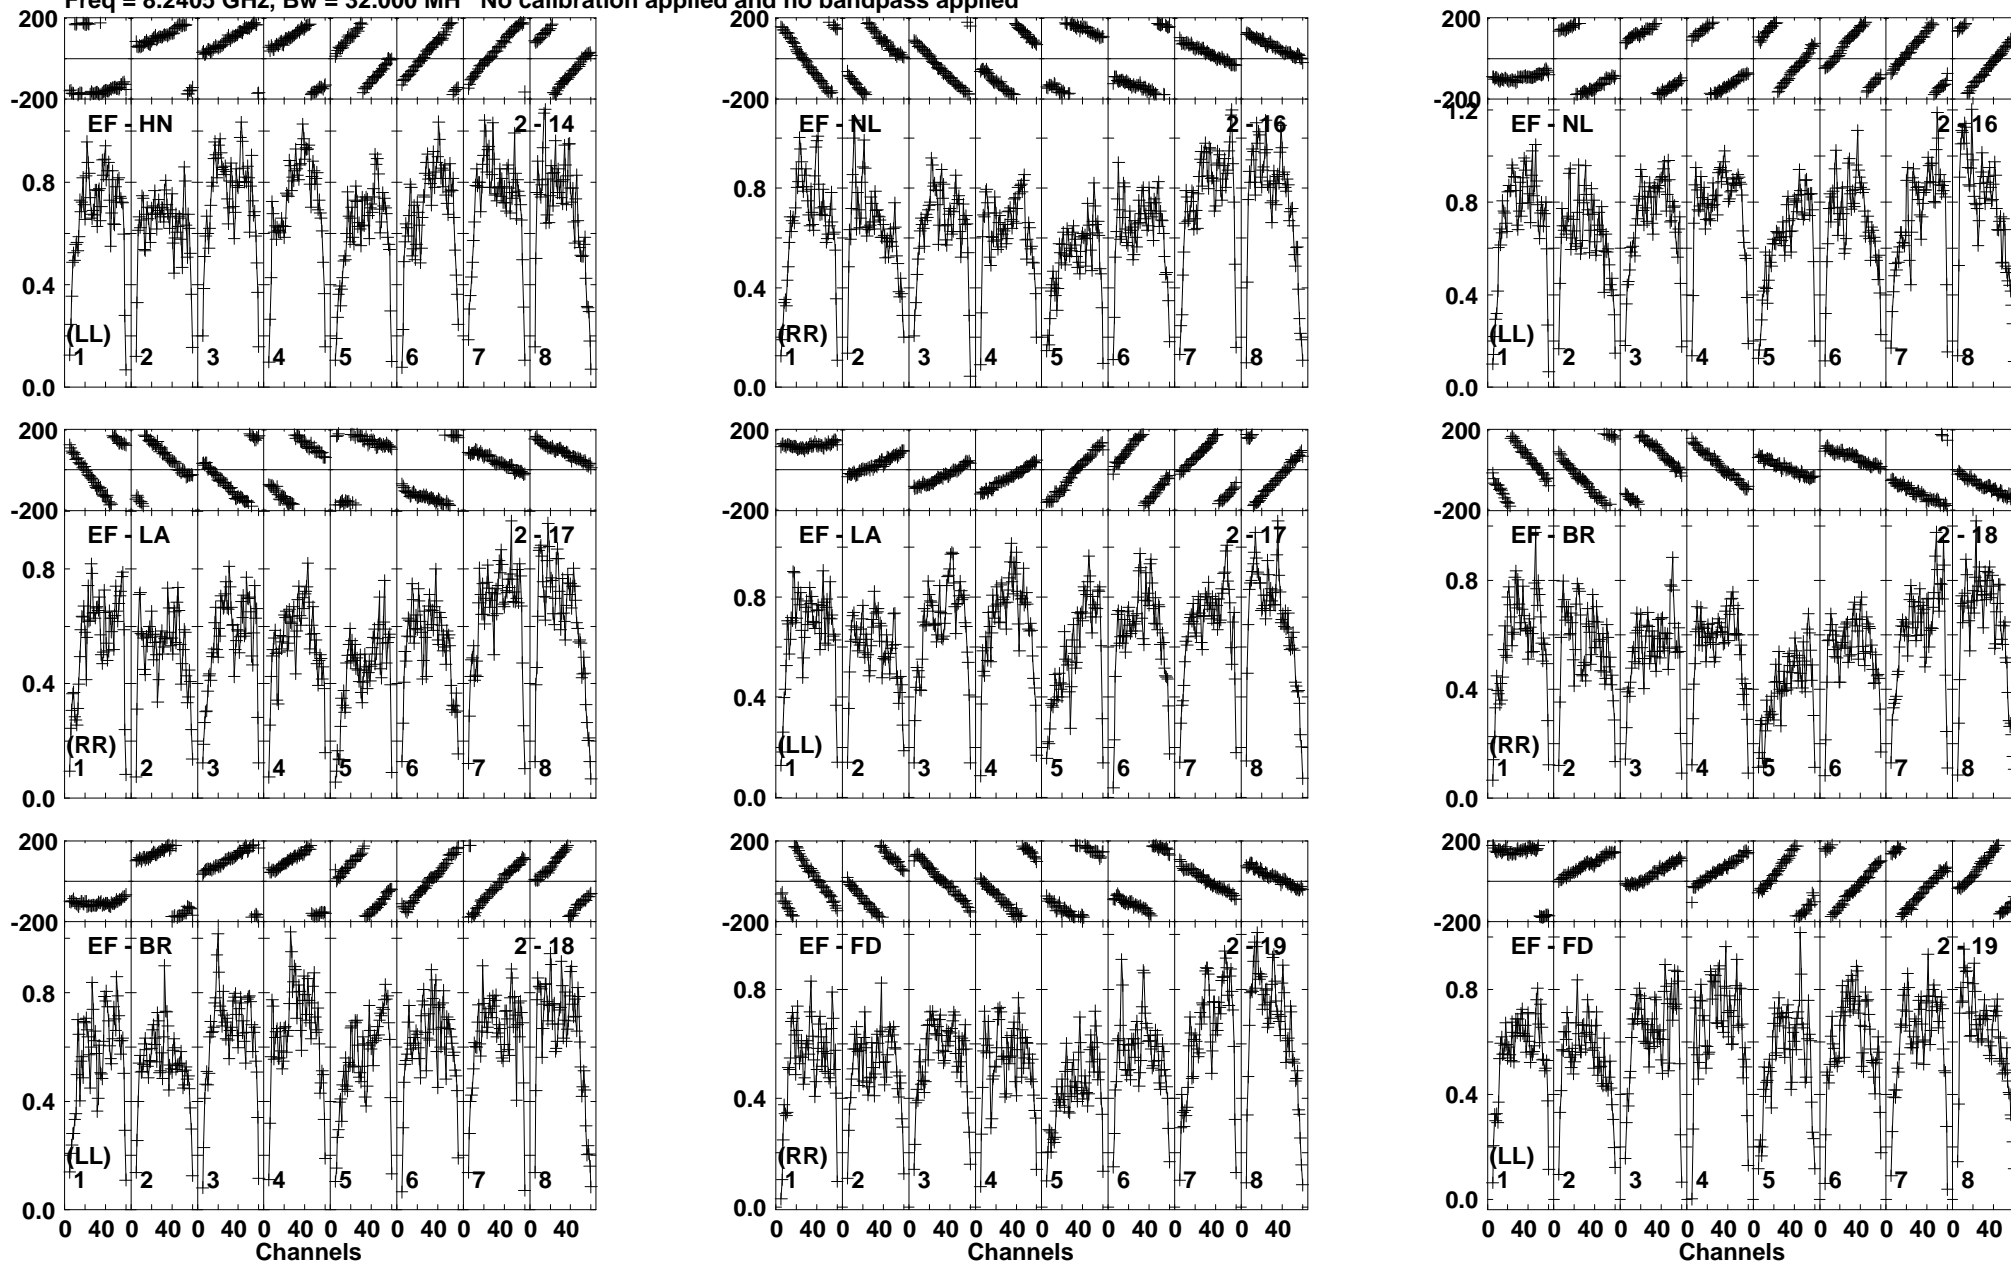 Freq = 8.2405 GHz, Bw = 32.000 MH No calibration applied and no bandpass applied
200 200 200
-200 -200 -200
EF - HN 2 - 14 EF - NL 2 - 16 1.2 EF - NL 2 - 16
0.8 0.8 0.8
0.4 0.4 0.4
(LL) (RR) (LL)
1 2 3 4 5 6 7 8 1 2 3 4 5 6 7 8 1 2 3 4 5 6 7 8
0.0 0.0 0.0
200 200 200
-200 -200 -200
EF - LA 2 - 17 EF - LA 2 - 17 EF - BR 2 - 18
0.8 0.8 0.8
0.4 0.4 0.4
(RR) (LL) (RR)
1 2 3 4 5 6 7 8 1 2 3 4 5 6 7 8 1 2 3 4 5 6 7 8
0.0 0.0 0.0
200 200 200
-200 -200 -200
EF - BR 2 - 18 EF - FD 2 - 19 EF - FD 2 - 19
0.8 0.8 0.8
0.4 0.4 0.4
(LL) (RR) (LL)
1 2 3 4 5 6 7 8 1 2 3 4 5 6 7 8 1 2 3 4 5 6 7 8
0.0 0.0 0.0
0 40 0 40 0 40 0 40 0 40 0 40 0 40 0 40 0 40 0 40 0 40 0 40 0 40 0 40 0 40 0 40 0 40 0 40 0 40 0 40 0 40 0 40 0 40 0 40
Channels Channels Channels